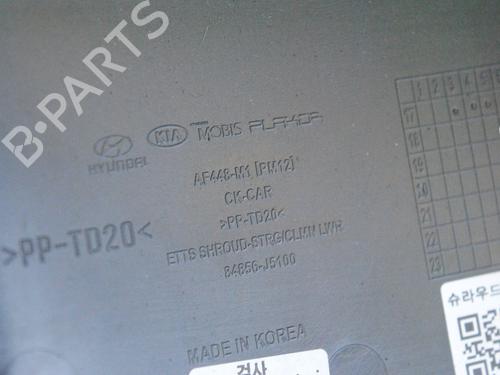 HYUNDAI KIA MOBIS PLAKOR
AF448-M1 [PM12]
CK-CAR
>PP-TD20<
>PP-TD20<
ETTS SHROUD-STRG/CLMN LWR
84856-J5100
MADE IN KOREA
1 2 3 4 5
17
18
19
20
21
22
23
슈라우드
검사
B-PARTS